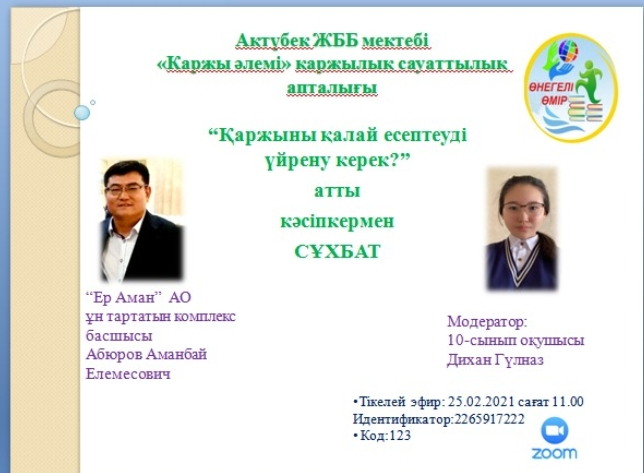 Ақтүбек ЖББ мектебі
«Қаржы әлемі» қаржылық сауаттылық
апталығы
ӨНЕГЕЛІ
ӨМІР
“Қаржыны қалай есептеуді
үйрену керек?”
атты
кәсіпкермен
СҰХБАТ
“Ер Аман” АО
ұн тартатын комплекс
басшысы
Абюров Аманбай
Елемесович
Модератор:
10-сынып оқушысы
Дихан Гүлназ
•Тікелей эфир: 25.02.2021 сағат 11.00
Идентификатор:2265917222
•Код:123
zoom